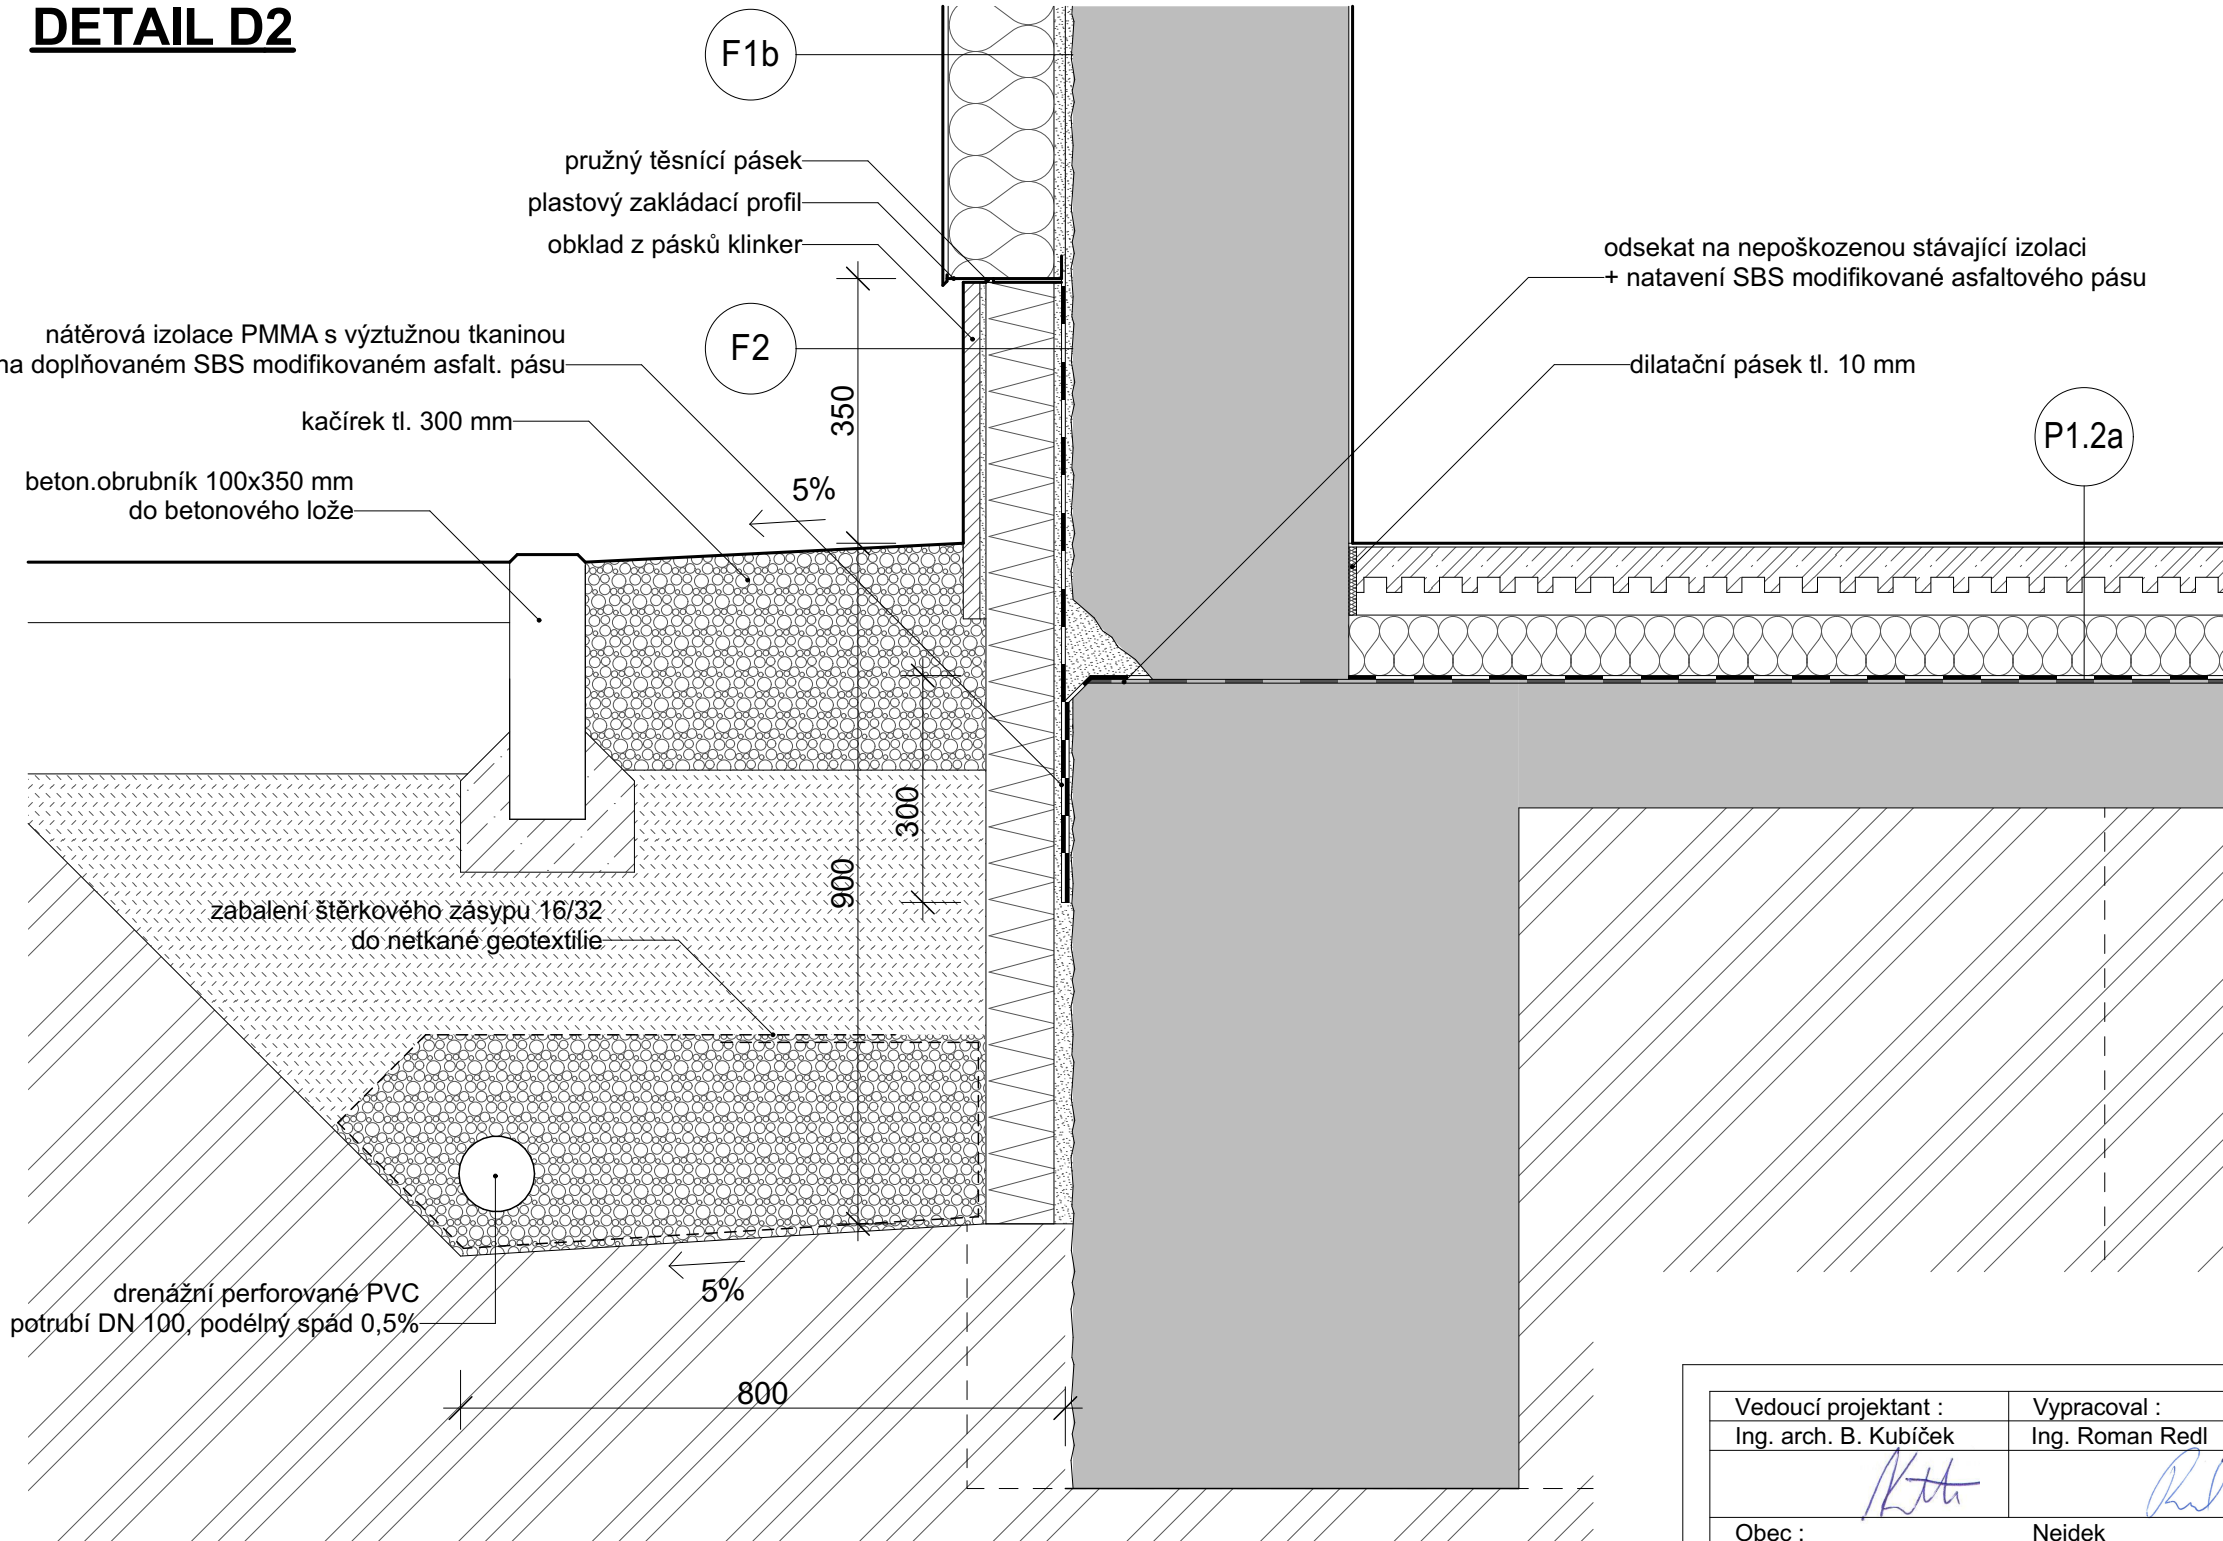 DETAIL D2
F1b
pružný těsnící pásek
plastový zakládací profil
obklad z pásků klinker
odsekat na nepoškozenou stávající izolaci
+ natavení SBS modifikované asfaltového pásu
nátěrová izolace PMMA s výztužnou tkaninou
na doplňovaném SBS modifikovaném asfalt. pásu
F2
dilatační pásek tl. 10 mm
350
kačírek tl. 300 mm
P1.2a
beton.obrubník 100x350 mm
do betonového lože
5%
300
900
zabalení štěrkového zásypu 16/32
do netkané geotextilie
drenážní perforované PVC
potrubí DN 100, podélný spád 0,5%
5%
800
Vedoucí projektant :
Vypracoval :
Ing. arch. B. Kubíček
Ing. Roman Redl
Obec :
Nejdek